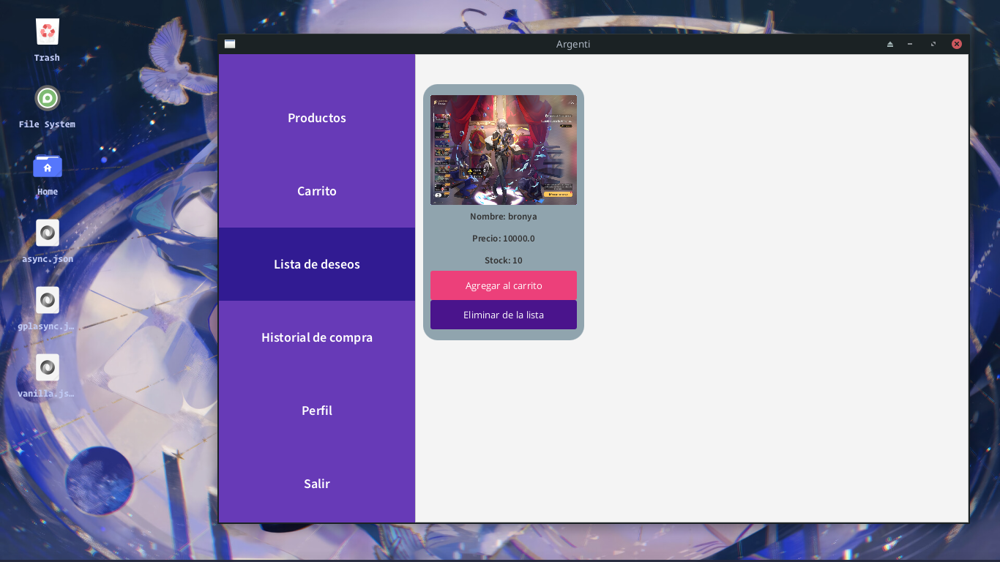 Trash
File System
Home
async.json
gplasync.j…
vanilla.js…
Argenti
Productos
Carrito
Lista de deseos
Historial de compra
Perfil
Salir
Nombre: bronya
Precio: 10000.0
Stock: 10
Agregar al carrito
Eliminar de la lista